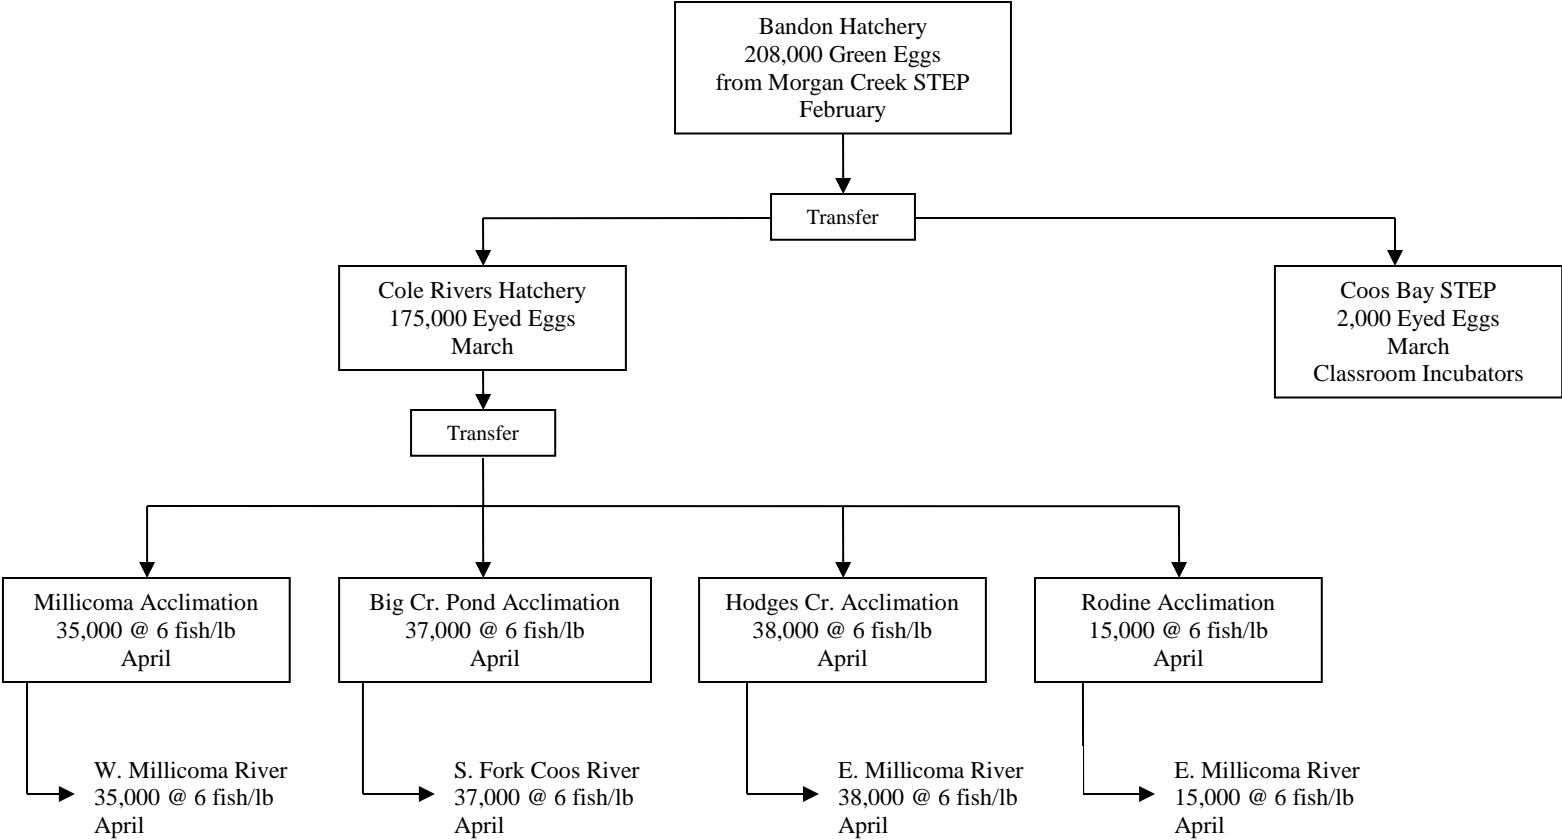 Bandon Hatchery
208,000 Green Eggs
from Morgan Creek STEP
February
Transfer
Cole Rivers Hatchery
175,000 Eyed Eggs
March
Coos Bay STEP
2,000 Eyed Eggs
March
Classroom Incubators
Transfer
Millicoma Acclimation
35,000 @ 6 fish/lb
April
Big Cr. Pond Acclimation
37,000 @ 6 fish/lb
April
Hodges Cr. Acclimation
38,000 @ 6 fish/lb
April
Rodine Acclimation
15,000 @ 6 fish/lb
April
W. Millicoma River
35,000 @ 6 fish/lb
April
S. Fork Coos River
37,000 @ 6 fish/lb
April
E. Millicoma River
38,000 @ 6 fish/lb
April
E. Millicoma River
15,000 @ 6 fish/lb
April